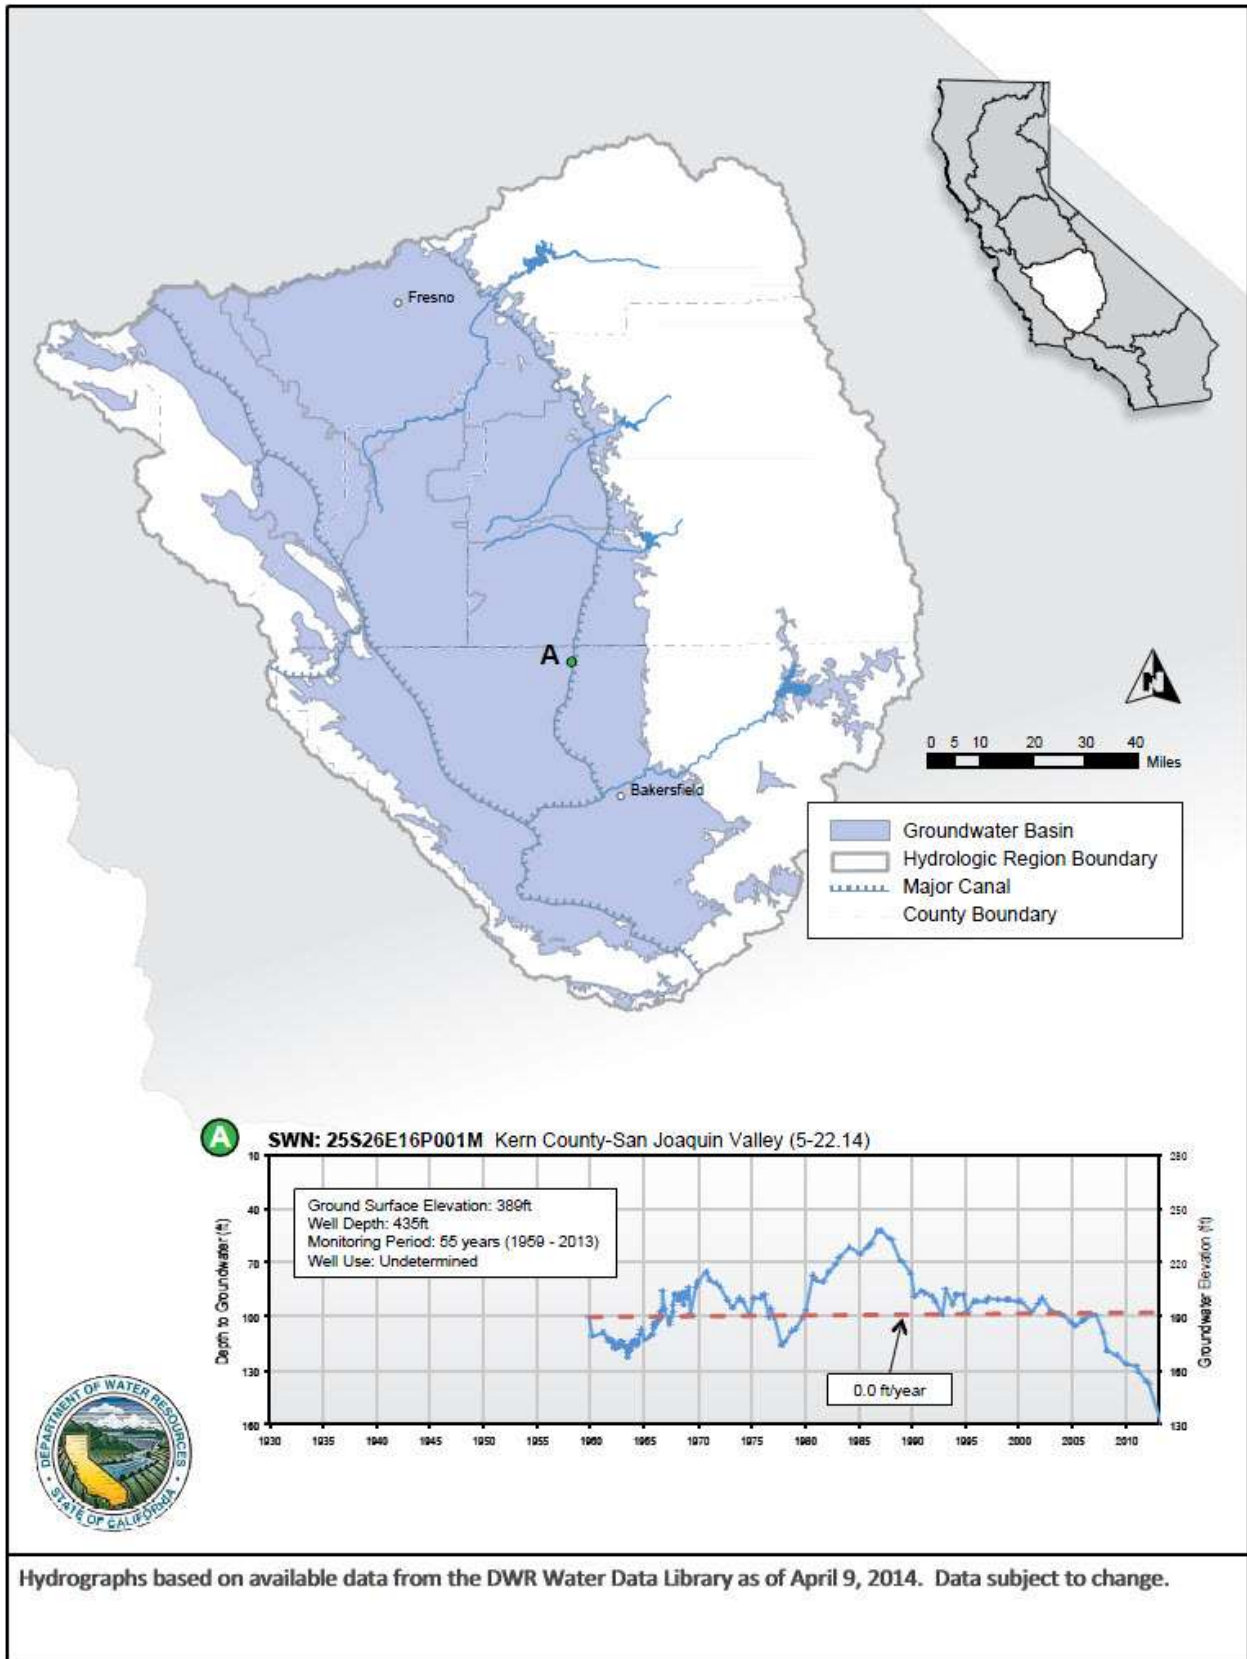 Fresno
A
N
0 5 10 20 30 40
Miles
Bakersfield
Groundwater Basin
Hydrologic Region Boundary
Major Canal
County Boundary
A SWN: 25S26E16P001M Kern County-San Joaquin Valley (5-22.14)
Ground Surface Elevation: 389ft
Well Depth: 435ft
Monitoring Period: 55 years (1959 - 2013)
Well Use: Undetermined
Depth to Groundwater (ft)
10
40
70
100
130
160
280
250
220
190
160
130
Groundwater Elevation (ft)
0.0 ft/year
1930 1935 1940 1945 1950 1955 1960 1965 1970 1975 1980 1985 1990 1995 2000 2005 2010
DEPARTMENT OF WATER RESOURCES
STATE OF CALIFORNIA
Hydrographs based on available data from the DWR Water Data Library as of April 9, 2014. Data subject to change.